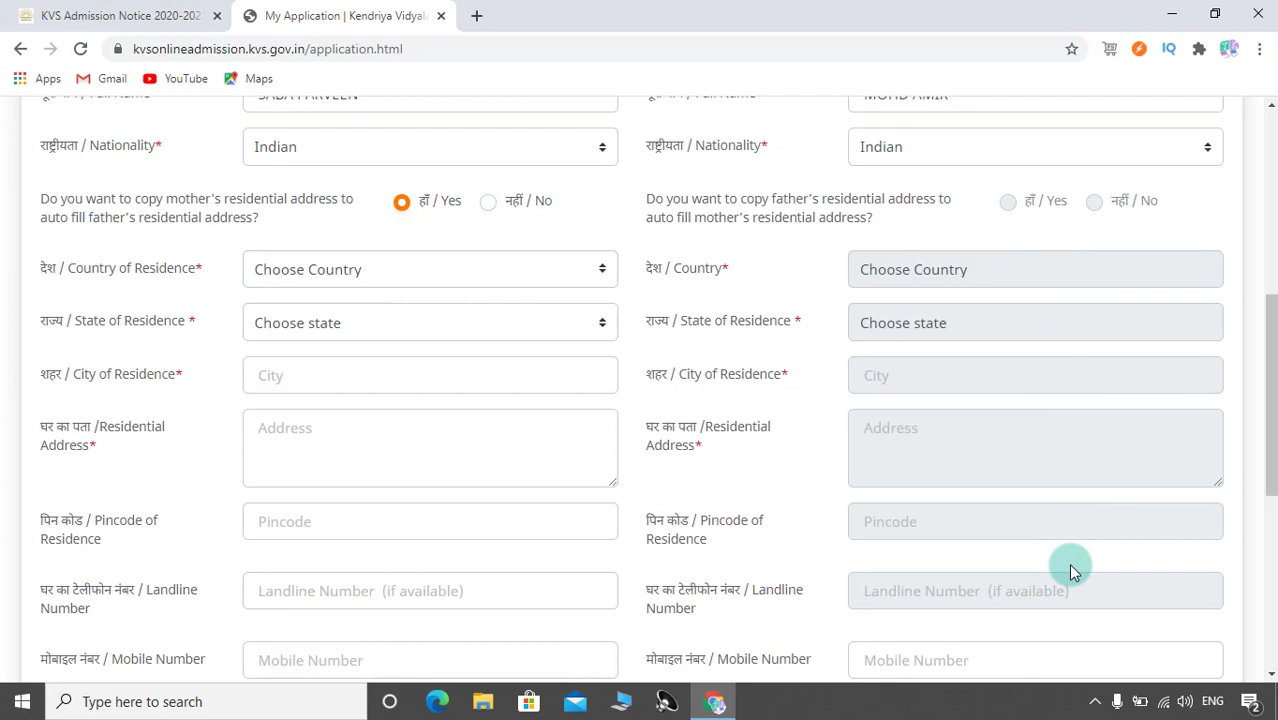 KVS Admission Notice 2020-202
My Application | Kendriya Vidyal
kvsonlineadmission.kvs.gov.in/application.html
Apps Gmail YouTube Maps
राष्ट्रीयता / Nationality* Indian राष्ट्रीयता / Nationality* Indian
Do you want to copy mother's residential address to auto fill father's residential address? हाँ / Yes नहीं / No
Do you want to copy father's residential address to auto fill mother's residential address? हाँ / Yes नहीं / No
देश / Country of Residence* Choose Country देश / Country* Choose Country
राज्य / State of Residence * Choose state राज्य / State of Residence * Choose state
शहर / City of Residence* City शहर / City of Residence* City
घर का पता /Residential Address* Address घर का पता /Residential Address* Address
पिन कोड / Pincode of Residence Pincode पिन कोड / Pincode of Residence Pincode
घर का टेलीफोन नंबर / Landline Number Landline Number (if available) घर का टेलीफोन नंबर / Landline Number Landline Number (if available)
मोबाइल नंबर / Mobile Number Mobile Number मोबाइल नंबर / Mobile Number Mobile Number
Type here to search ENG 2